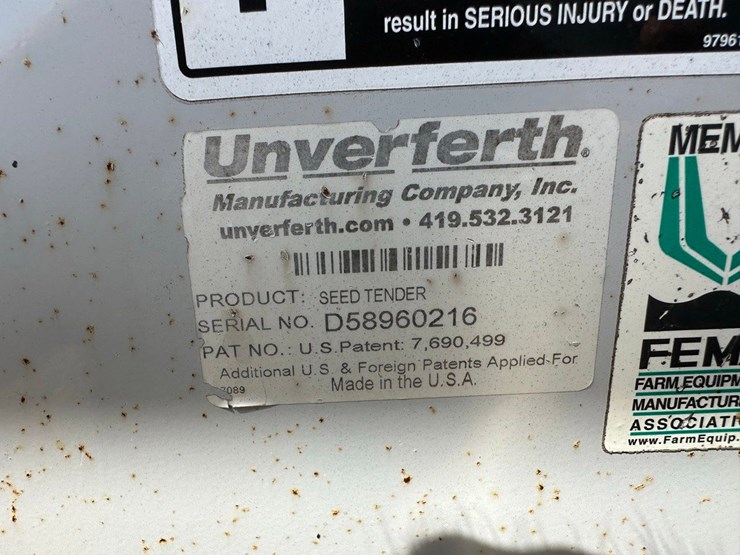 result in SERIOUS INJURY or DEATH.
9796
Unverferth®
Manufacturing Company, Inc.
unverferth.com • 419.532.3121
PRODUCT: SEED TENDER
SERIAL NO. D58960216
PAT NO.: U.S.Patent: 7,690,499
Additional U.S. & Foreign Patents Applied-For
Made in the U.S.A.
MEM
FEM
FARM EQUIPM
MANUFACTUR
ASSOCIATI
www.FarmEquip.